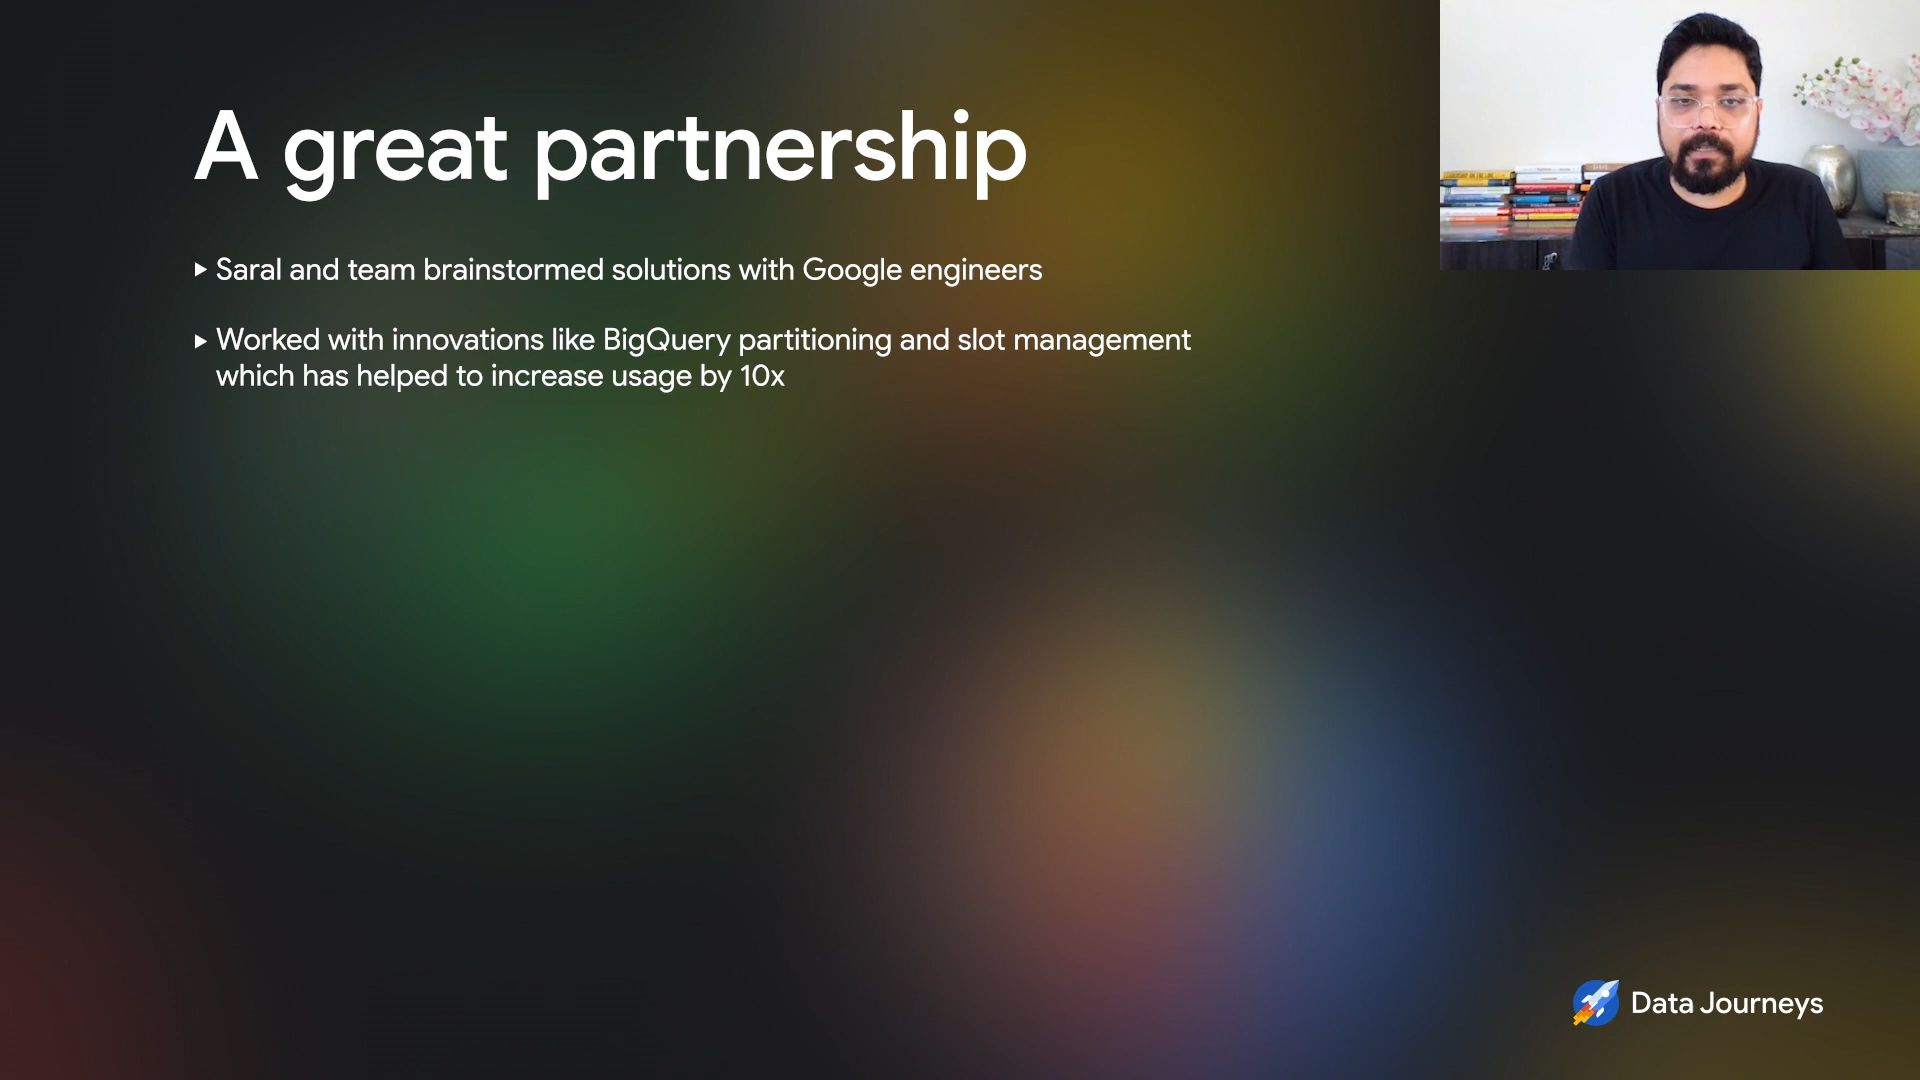 A great partnership
▶ Saral and team brainstormed solutions with Google engineers
▶ Worked with innovations like BigQuery partitioning and slot management
which has helped to increase usage by 10x
Data Journeys